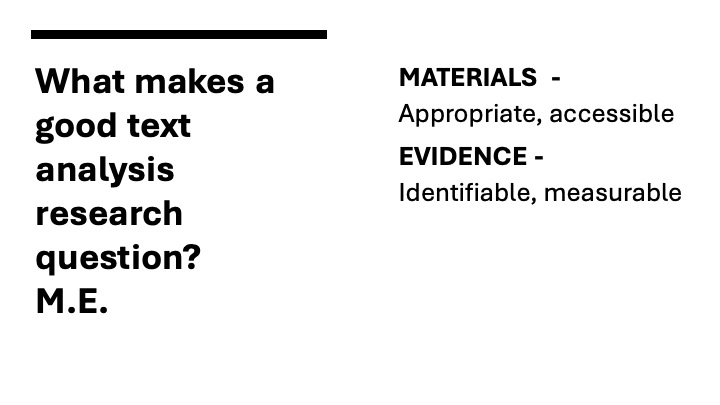 What makes a
good text
analysis
research
question?
M.E.
MATERIALS  -
Appropriate, accessible
EVIDENCE -
Identifiable, measurable